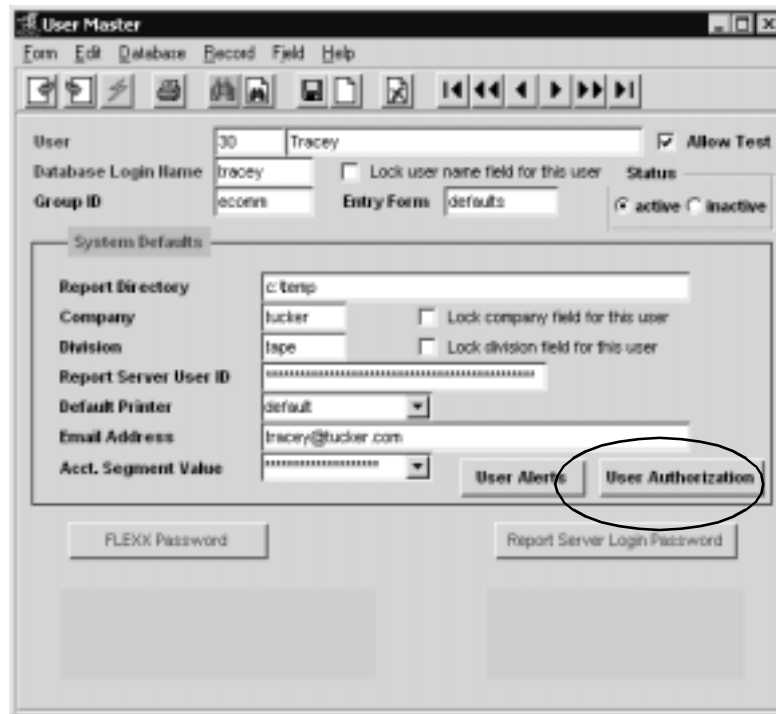 User Master
Form Edit Database Record Field Help
User 30 Tracey Allow Test
Database Login Name tracey Lock user name field for this user Status
Group ID ecomm Entry Form defaults active inactive
System Defaults
Report Directory c:\temp
Company tucker Lock company field for this user
Division tape Lock division field for this user
Report Server User ID
Default Printer default
Email Address tracey@tucker.com
Acct. Segment Value
User Alerts User Authorization
FLEXX Password Report Server Login Password